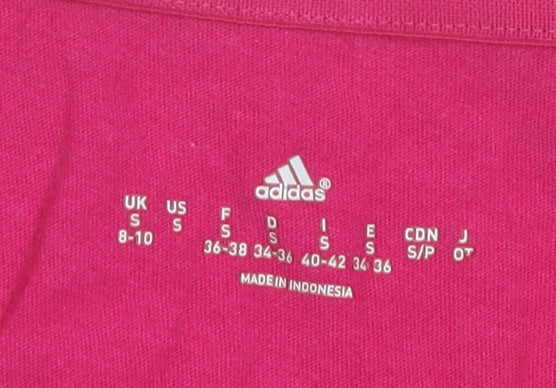 adidas®
UK US F D I E CDN J
S S S S S S S/P OT
8-10 36-38 34-36 40-42 34-36
MADE IN INDONESIA